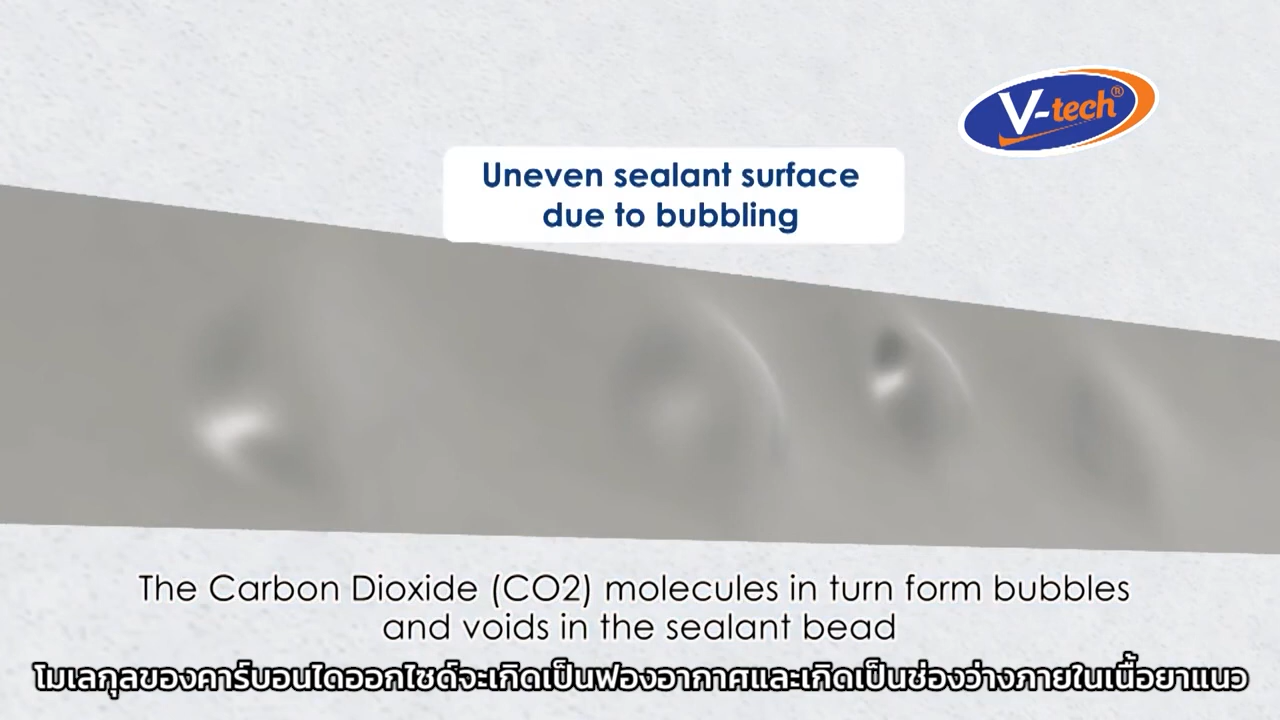 V-tech®
Uneven sealant surface
due to bubbling
The Carbon Dioxide (CO2) molecules in turn form bubbles
and voids in the sealant bead
โมเลกุลของคาร์บอนไดออกไซด์จะเกิดเป็นฟองอากาศและเกิดเป็นช่องว่างภายในเนื้อยาแนว